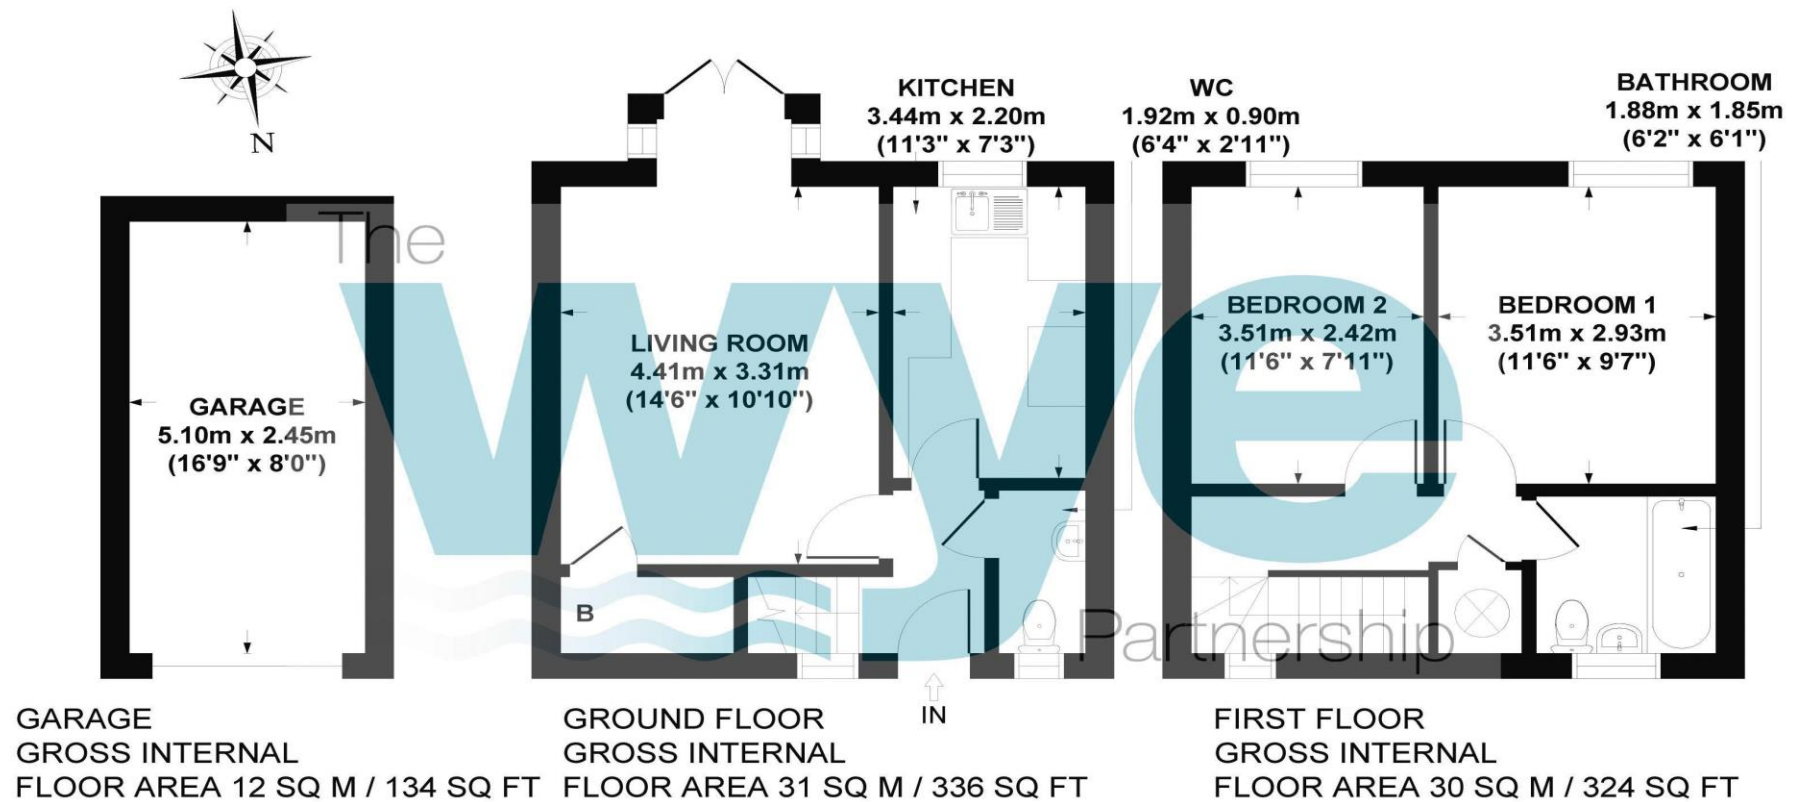 N
KITCHEN
3.44m x 2.20m
(11'3" x 7'3")
WC
1.92m x 0.90m
(6'4" x 2'11")
BATHROOM
1.88m x 1.85m
(6'2" x 6'1")
The
wye
Partnership
GARAGE
5.10m x 2.45m
(16'9" x 8'0")
LIVING ROOM
4.41m x 3.31m
(14'6" x 10'10")
BEDROOM 2
3.51m x 2.42m
(11'6" x 7'11")
BEDROOM 1
3.51m x 2.93m
(11'6" x 9'7")
B
IN
GARAGE
GROSS INTERNAL
FLOOR AREA 12 SQ M / 134 SQ FT
GROUND FLOOR
GROSS INTERNAL
FLOOR AREA 31 SQ M / 336 SQ FT
FIRST FLOOR
GROSS INTERNAL
FLOOR AREA 30 SQ M / 324 SQ FT